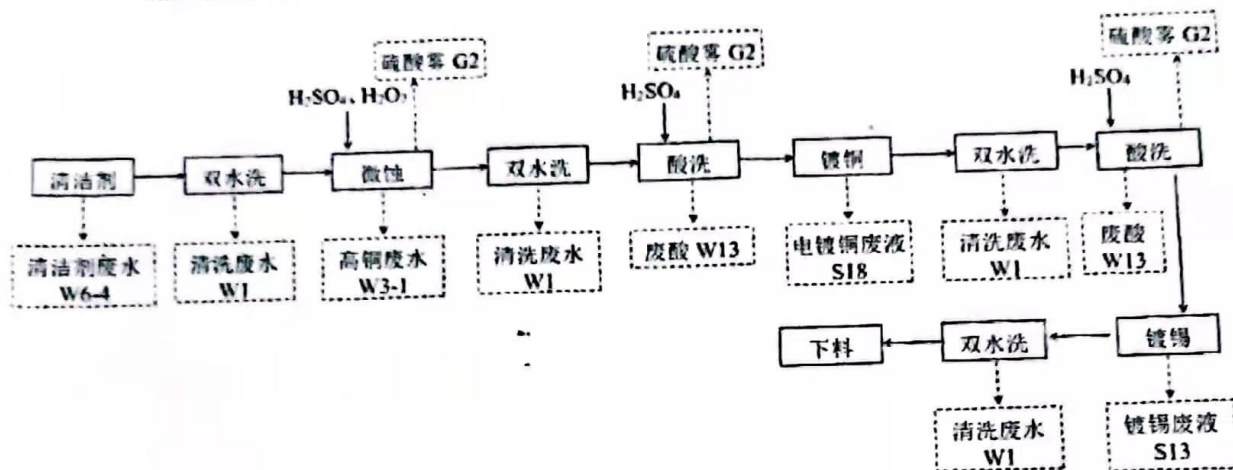 硫酸雾 G2
硫酸雾 G2
硫酸雾 G2
H₂SO₄、H₂O₂
H₂SO₄
H₂SO₄
清洁剂
双水洗
微蚀
双水洗
酸洗
镀铜
双水洗
酸洗
清洁剂废水
W6-4
清洗废水
W1
高铜废水
W3-1
清洗废水
W1
废酸 W13
电镀铜废液
S18
清洗废水
W1
废酸
W13
下料
双水洗
镀锡
清洗废水
W1
镀锡废液
S13